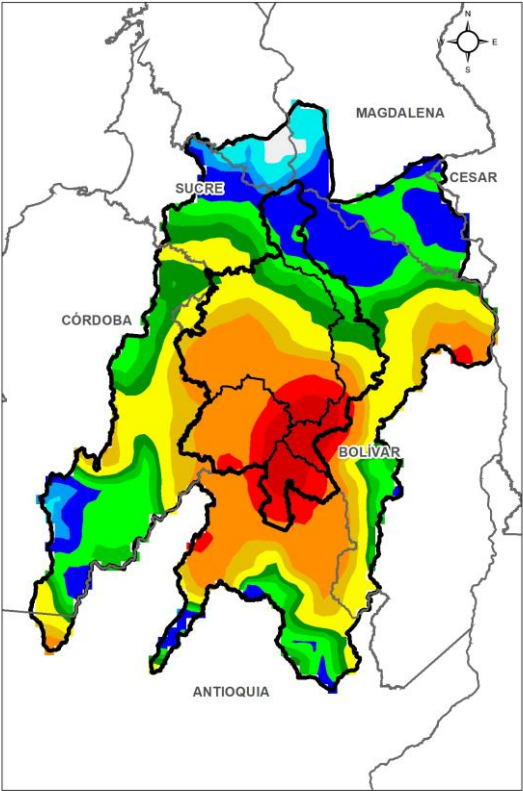 N
W E
S
MAGDALENA
CESAR
SUCRE
CÓRDOBA
BOLÍVAR
ANTIOQUIA